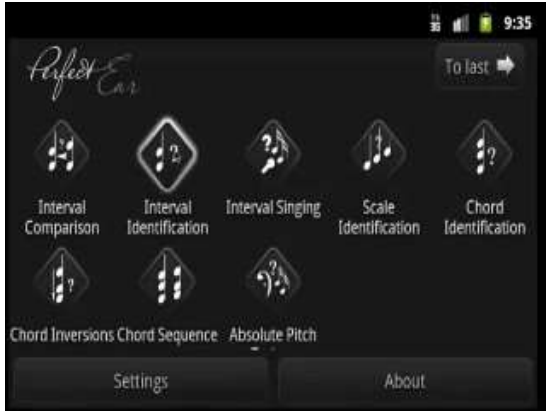 9:35
Perfect Ear
To last
Interval Comparison
Interval Identification
Interval Singing
Scale Identification
Chord Identification
Chord Inversions
Chord Sequence
Absolute Pitch
Settings
About